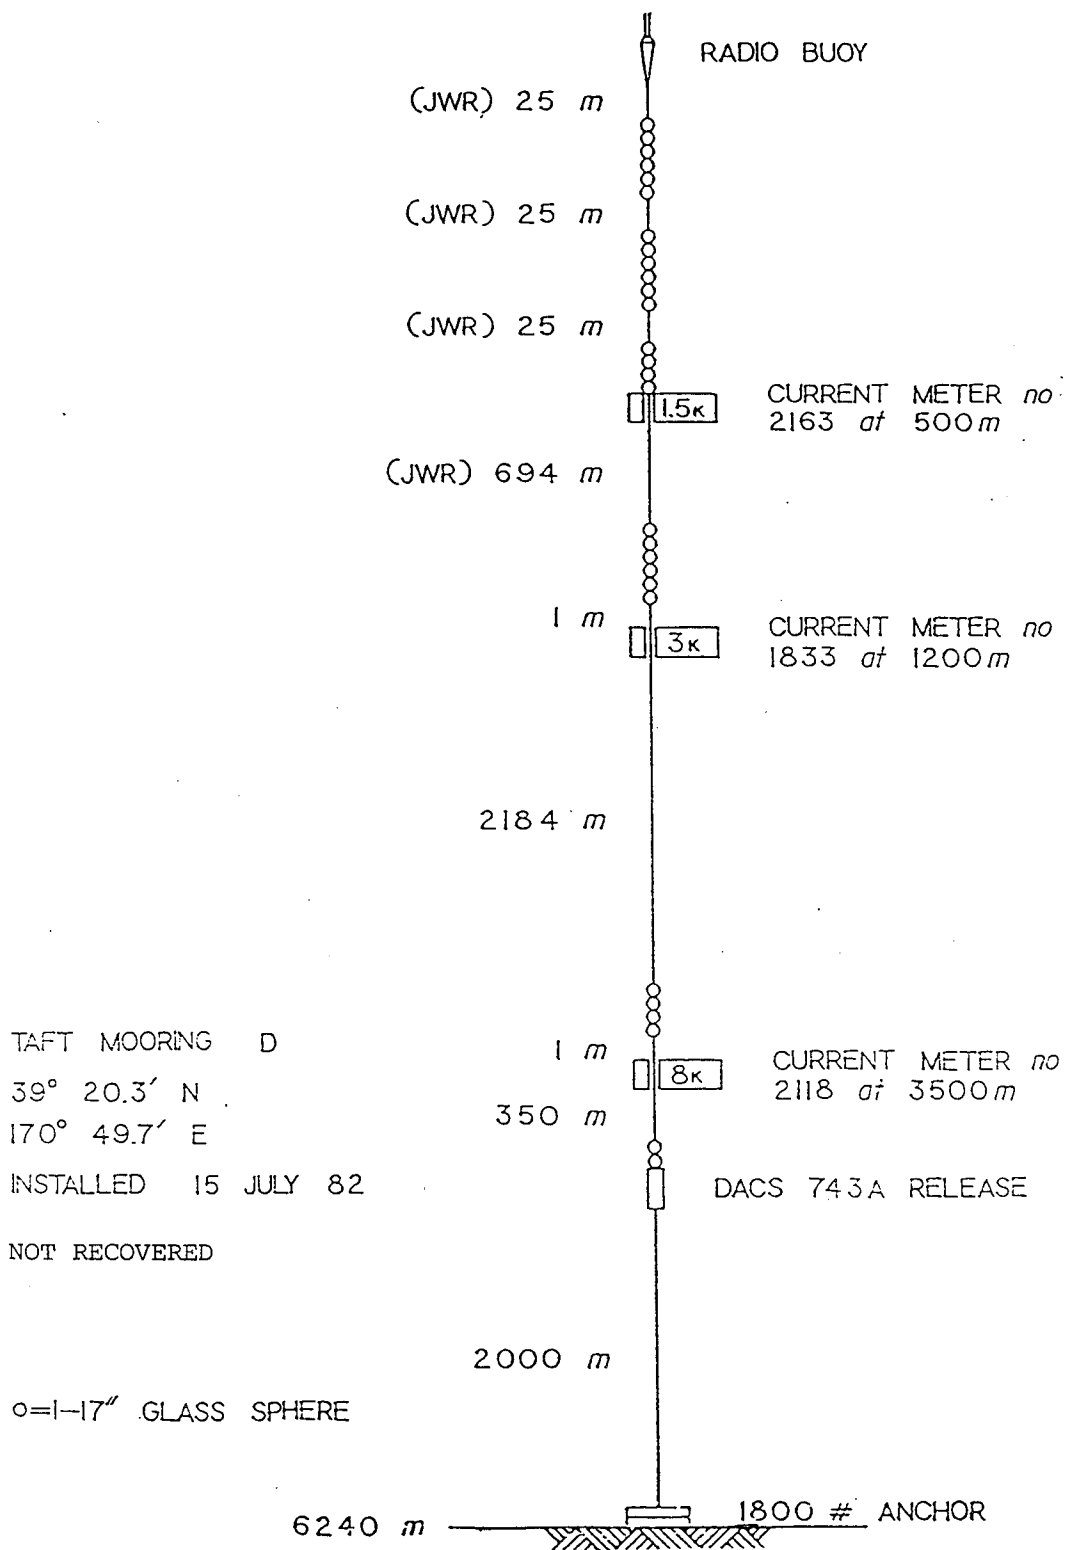 RADIO BUOY
(JWR) 25 m
(JWR) 25 m
(JWR) 25 m
1.5K
CURRENT METER no
2163 at 500m
(JWR) 694 m
1 m
3K
CURRENT METER no
1833 at 1200m
2184 m
TAFT MOORING D
39° 20.3′ N
170° 49.7′ E
INSTALLED 15 JULY 82
NOT RECOVERED
1 m
8K
CURRENT METER no
2118 at 3500m
350 m
DACS 743A RELEASE
2000 m
o=1-17″ GLASS SPHERE
1800 # ANCHOR
6240 m